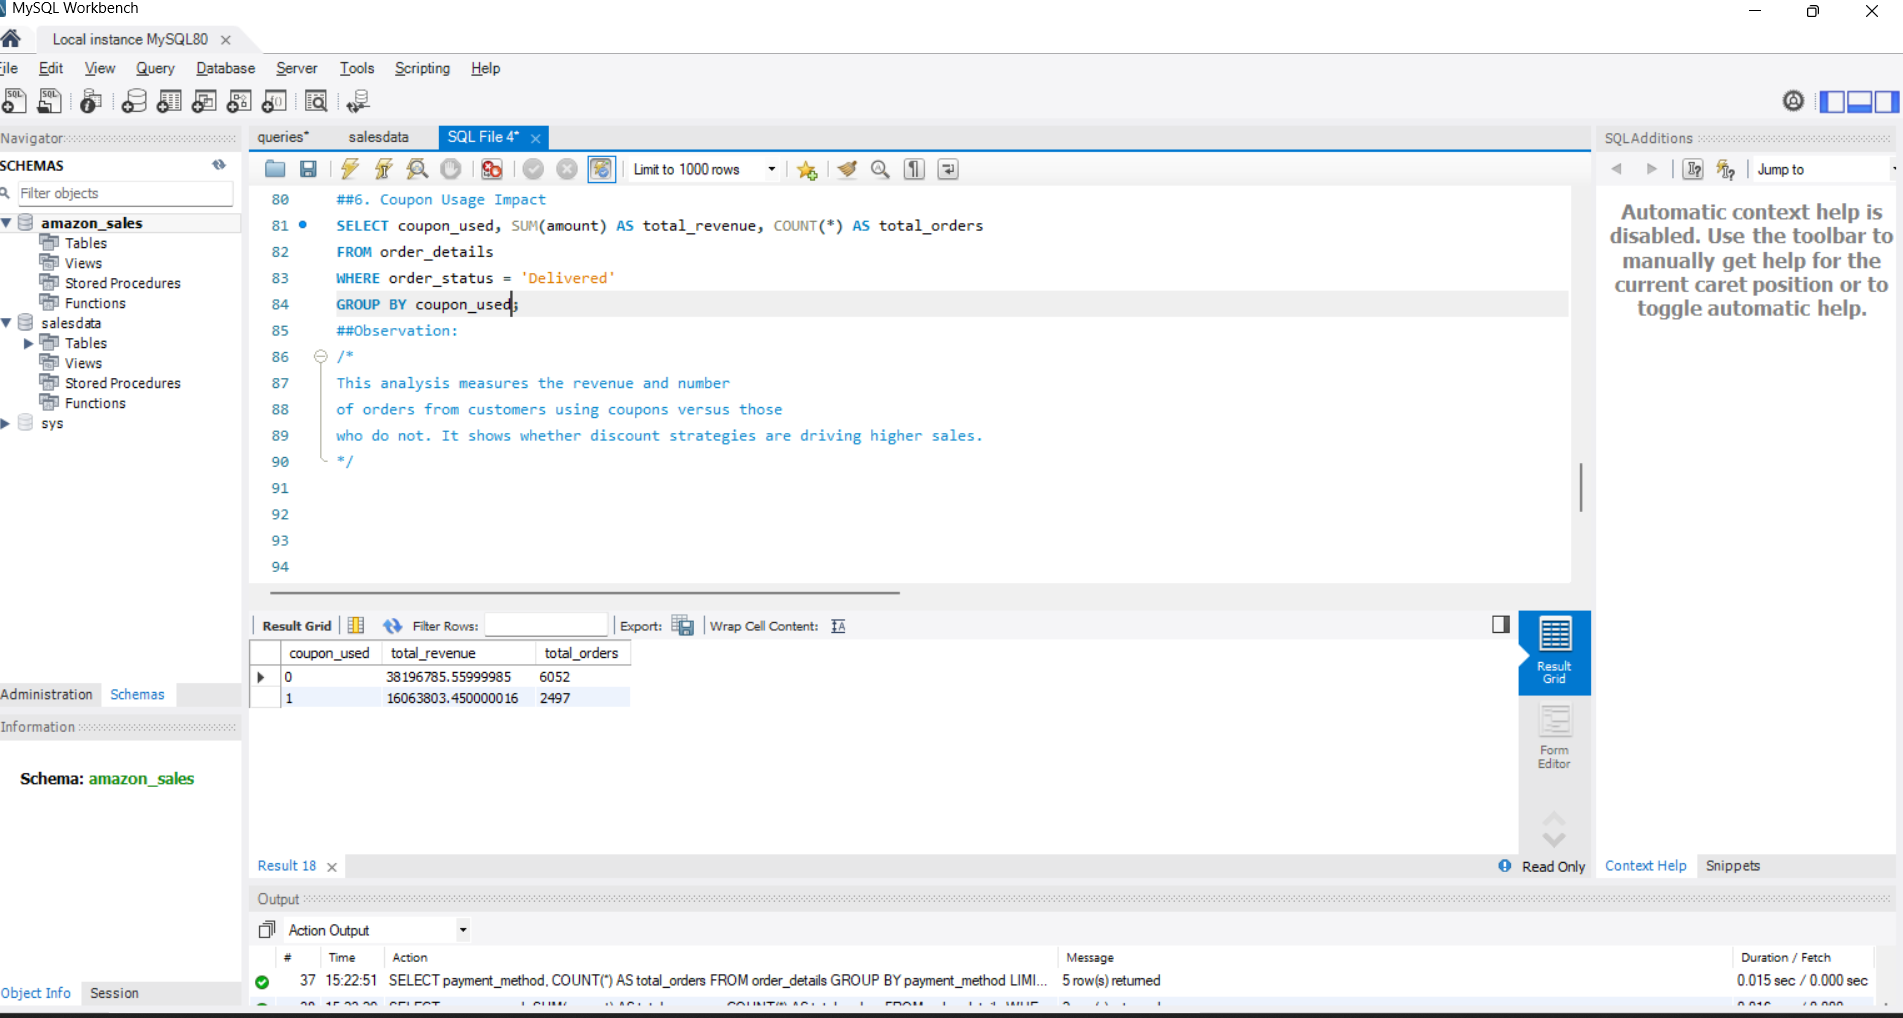 MySQL Workbench
Local instance MySQL80
File Edit View Query Database Server Tools Scripting Help
Navigator
SCHEMAS
Filter objects
amazon_sales
Tables
Views
Stored Procedures
Functions
salesdata
Tables
Views
Stored Procedures
Functions
sys
Administration Schemas
Information
Schema: amazon_sales
Object Info Session
queries* salesdata SQL File 4*
Limit to 1000 rows
80 ##6. Coupon Usage Impact
81 SELECT coupon_used, SUM(amount) AS total_revenue, COUNT(*) AS total_orders
82 FROM order_details
83 WHERE order_status = 'Delivered'
84 GROUP BY coupon_used;
85 ##Observation:
86 /*
87 This analysis measures the revenue and number
88 of orders from customers using coupons versus those
89 who do not. It shows whether discount strategies are driving higher sales.
90 */
91
92
93
94
Result Grid Filter Rows: Export: Wrap Cell Content:
coupon_used total_revenue total_orders
0 38196785.55999985 6052
1 16063803.450000016 2497
Result Grid
Form Editor
Result 18
Read Only
SQLAdditions
Jump to
Automatic context help is
disabled. Use the toolbar to
manually get help for the
current caret position or to
toggle automatic help.
Context Help Snippets
Output
Action Output
# Time Action Message Duration / Fetch
37 15:22:51 SELECT payment_method, COUNT(*) AS total_orders FROM order_details GROUP BY payment_method LIMI... 5 row(s) returned 0.015 sec / 0.000 sec